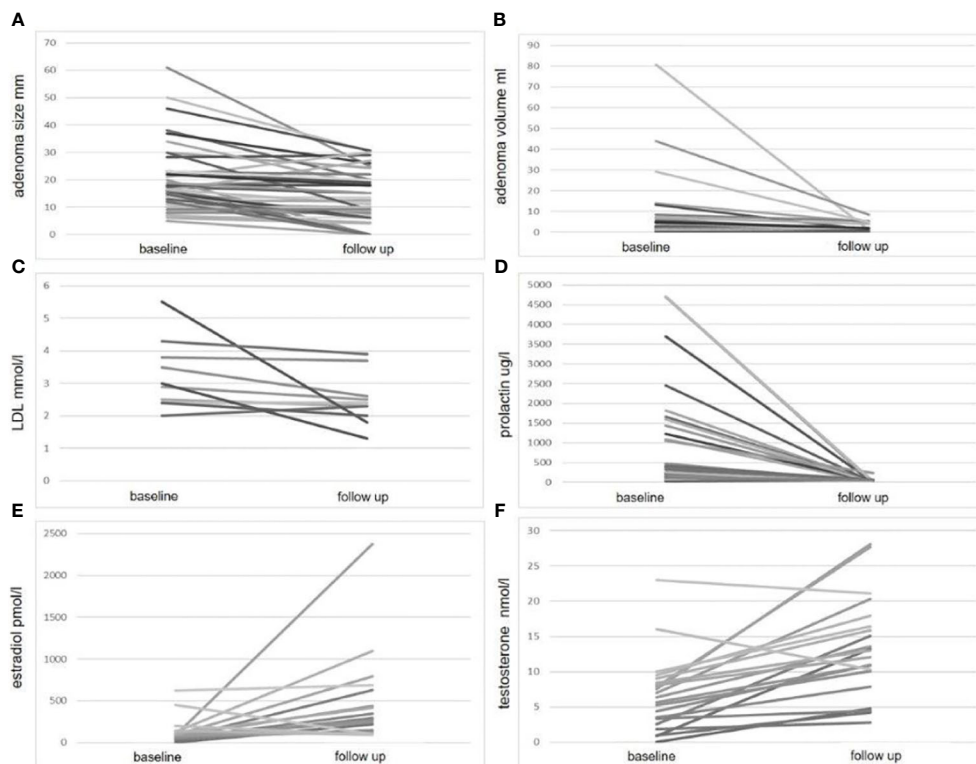 A
adenoma size mm
70
60
50
40
30
20
10
0
baseline follow up
B
adenoma volume ml
90
80
70
60
50
40
30
20
10
0
baseline follow up
C
LDL mmol/l
6
5
4
3
2
1
0
baseline follow up
D
prolactin ug/l
5000
4500
4000
3500
3000
2500
2000
1500
1000
500
0
baseline follow up
E
estradiol pmol/l
2500
2000
1500
1000
500
0
baseline follow up
F
testosterone nmol/l
30
25
20
15
10
5
0
baseline follow up